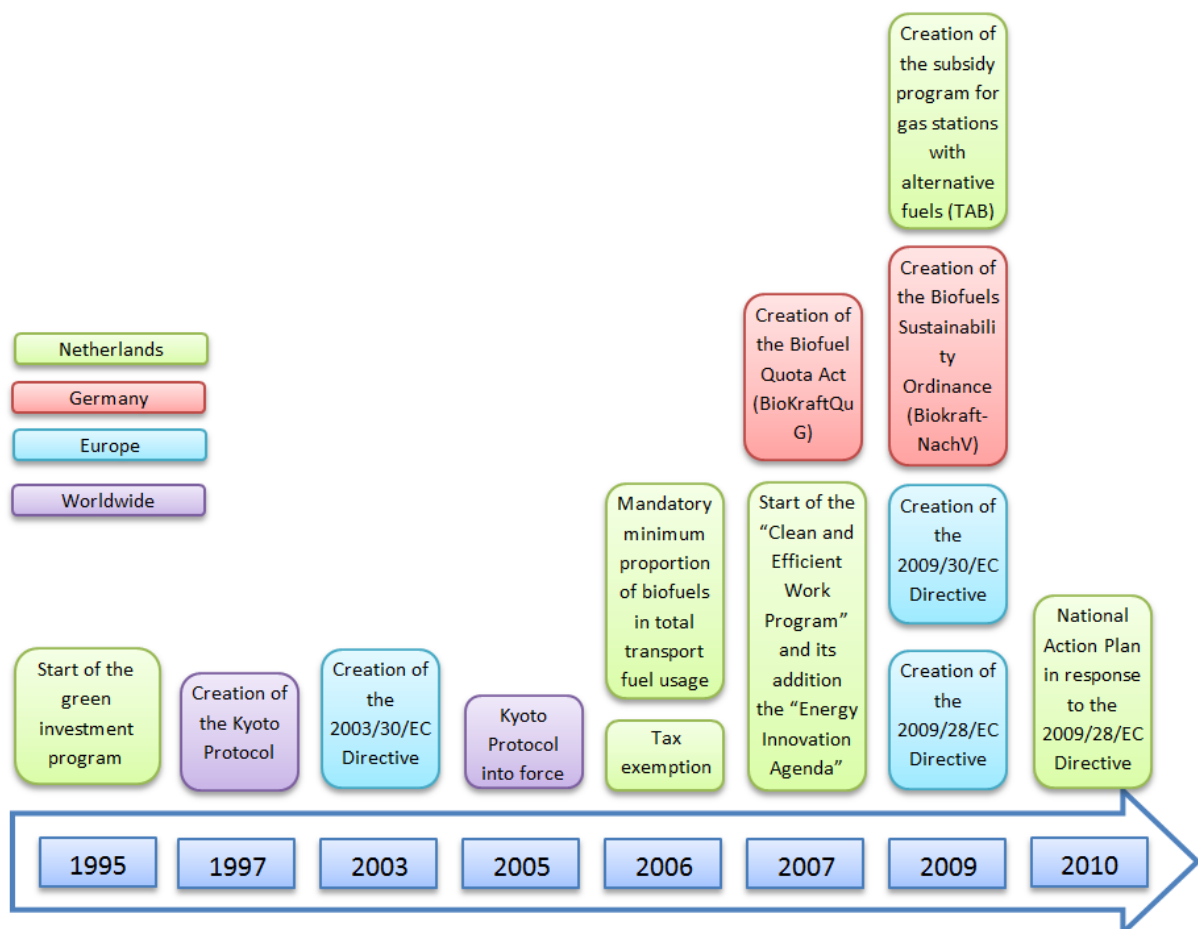 Creation of
the subsidy
program for
gas stations
with
alternative
fuels (TAB)
Creation of
the Biofuel
Quota Act
(BioKraftQu
G)
Creation of
the Biofuels
Sustainabili
ty
Ordinance
(Biokraft-
NachV)
Netherlands
Germany
Europe
Worldwide
Mandatory
minimum
proportion
of biofuels
in total
transport
fuel usage
Start of the
“Clean and
Efficient
Work
Program”
and its
addition
the “Energy
Innovation
Agenda”
Creation of
the
2009/30/EC
Directive
Start of the
green
investment
program
Creation of
the Kyoto
Protocol
Creation of
the
2003/30/EC
Directive
Kyoto
Protocol
into force
Tax
exemption
Creation of
the
2009/28/EC
Directive
National
Action Plan
in response
to the
2009/28/EC
Directive
1995
1997
2003
2005
2006
2007
2009
2010